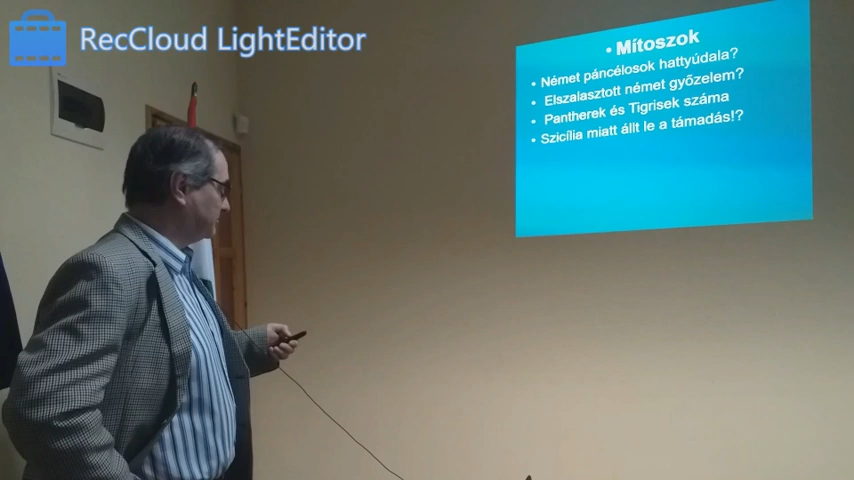 RecCloud LightEditor
• Mítoszok
• Német páncélosok hattyúdala?
• Elszalasztott német győzelem?
• Pantherek és Tigrisek száma
• Szicília miatt állt le a támadás!?